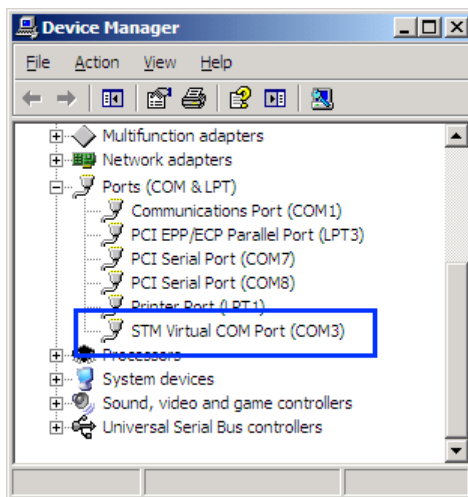 Device Manager
File Action View Help
Multifunction adapters
Network adapters
Ports (COM & LPT)
Communications Port (COM1)
PCI EPP/ECP Parallel Port (LPT3)
PCI Serial Port (COM7)
PCI Serial Port (COM8)
Printer Port (LPT1)
STM Virtual COM Port (COM3)
Processors
System devices
Sound, video and game controllers
Universal Serial Bus controllers